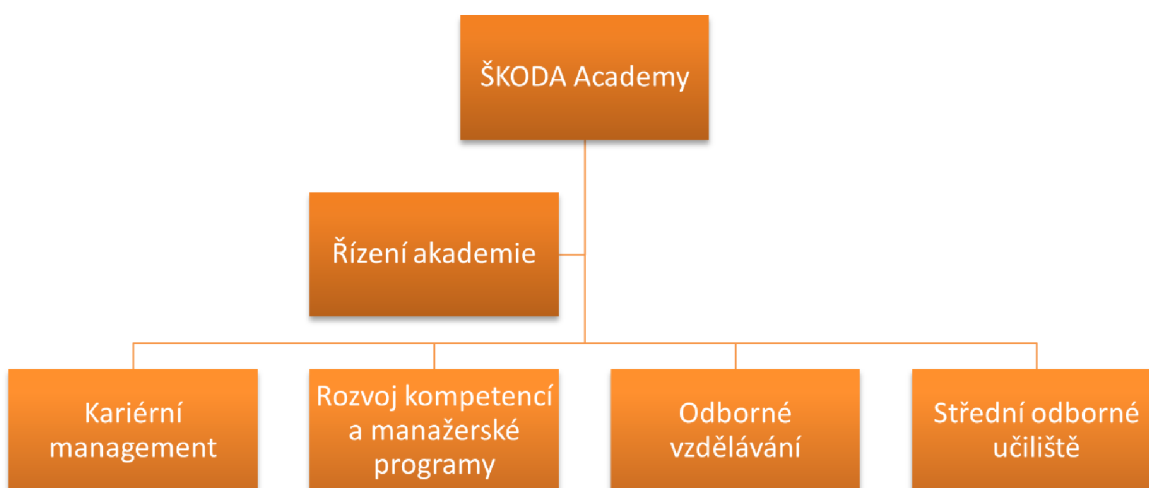 ŠKODA Academy
Řízení akademie
Kariérní
management
Rozvoj kompetencí
a manažerské
programy
Odborné
vzdělávání
Střední odborné
učiliště